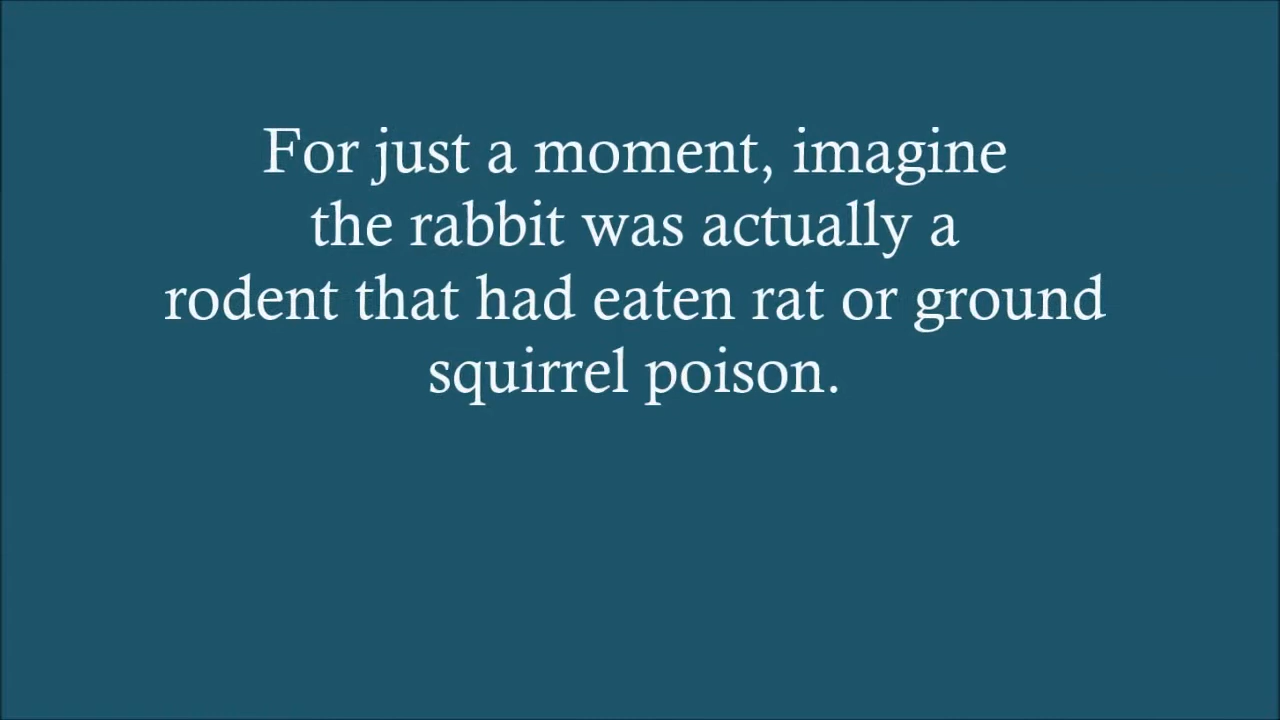 For just a moment, imagine
the rabbit was actually a
rodent that had eaten rat or ground
squirrel poison.